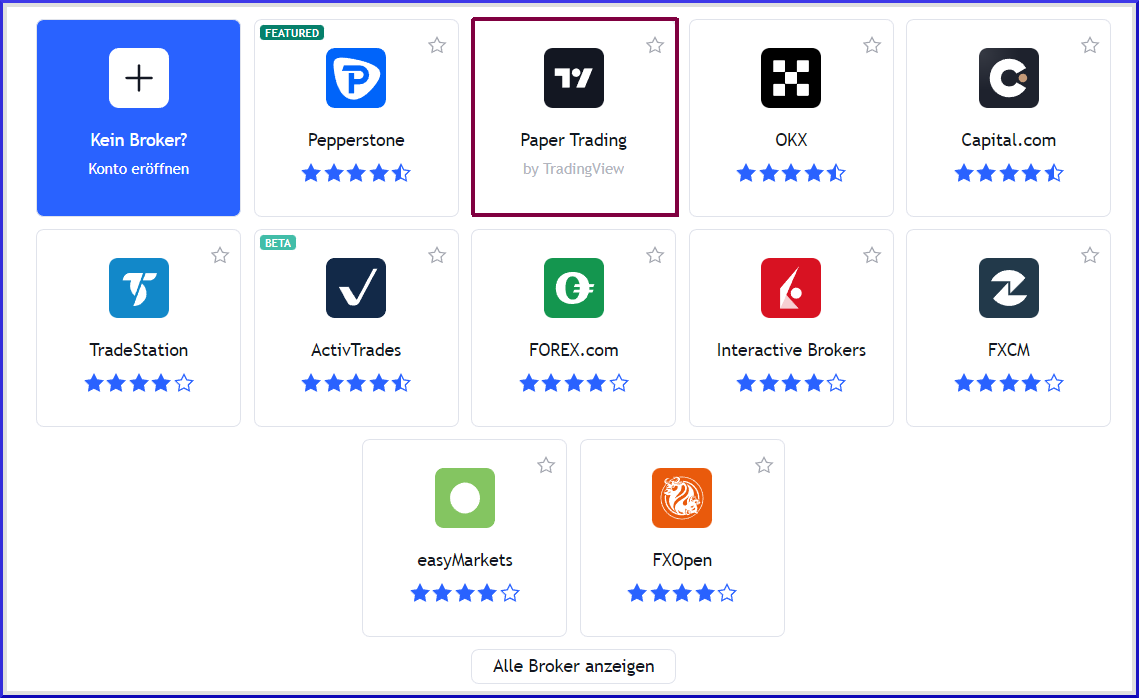 FEATURED
Kein Broker?
Konto eröffnen
Pepperstone
Paper Trading
by TradingView
OKX
Capital.com
BETA
TradeStation
ActivTrades
FOREX.com
Interactive Brokers
FXCM
easyMarkets
FXOpen
Alle Broker anzeigen